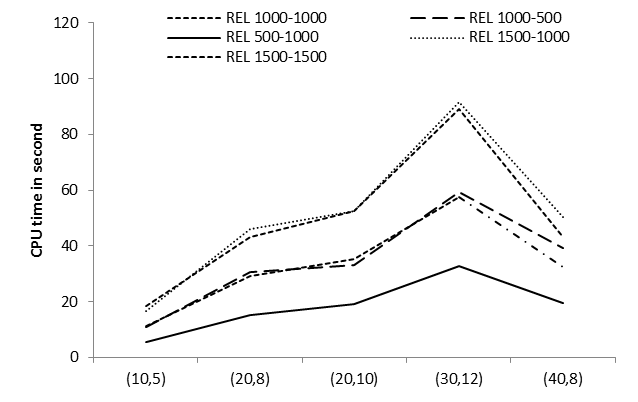 REL 1000-1000
REL 1000-500
REL 500-1000
REL 1500-1000
REL 1500-1500
CPU time in second
120
100
80
60
40
20
0
(10,5)
(20,8)
(20,10)
(30,12)
(40,8)